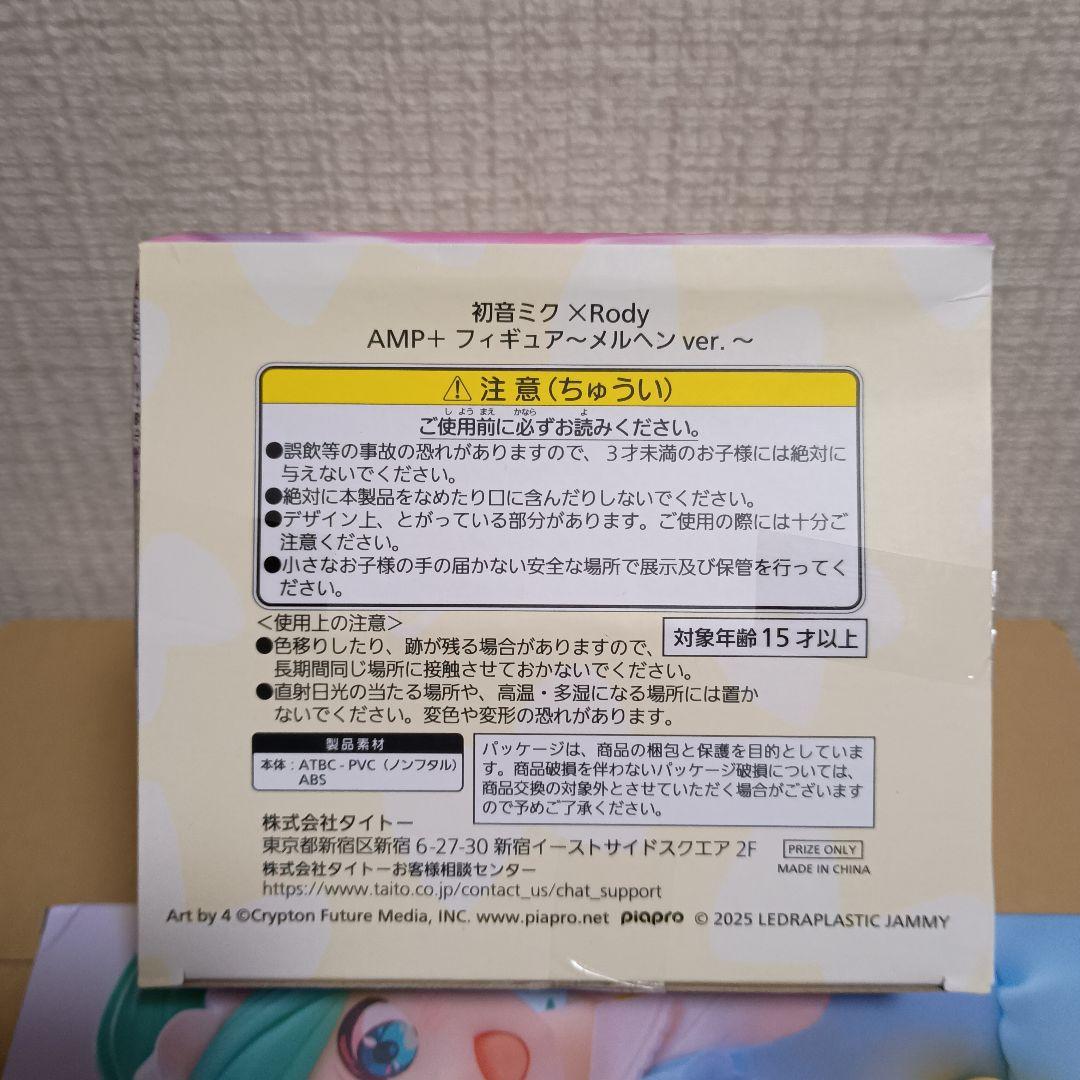 初音ミク×Rody
AMP+ フィギュア～メルヘン ver.～
注意(ちゅうい)
ご使用前に必ずお読みください。
●誤飲等の事故の恐れがありますので、3才未満のお子様には絶対に
与えないでください。
●絶対に本製品をなめたり口に含んだりしないでください。
●デザイン上、とがっている部分があります。ご使用の際には十分ご
注意ください。
●小さなお子様の手の届かない安全な場所で展示及び保管を行ってく
ださい。
<使用上の注意>
●色移りしたり、跡が残る場合がありますので、
長期間同じ場所に接触させておかないでください。
対象年齢15才以上
●直射日光の当たる場所や、高温・多湿になる場所には置か
ないでください。変色や変形の恐れがあります。
製品素材
本体:ATBC-PVC(ノンフタル)
ABS
パッケージは、商品の梱包と保護を目的としていま
す。商品破損を伴わないパッケージ破損については、
商品交換の対象外とさせていただく場合がございます
ので予めご了承ください。
株式会社タイトー
東京都新宿区新宿 6-27-30 新宿イーストサイドスクエア 2F
株式会社タイトーお客様相談センター
https://www.taito.co.jp/contact_us/chat_support
PRIZE ONLY
MADE IN CHINA
Art by 4 ©Crypton Future Media, INC. www.piapro.net piapro © 2025 LEDRAPLASTIC JAMMY